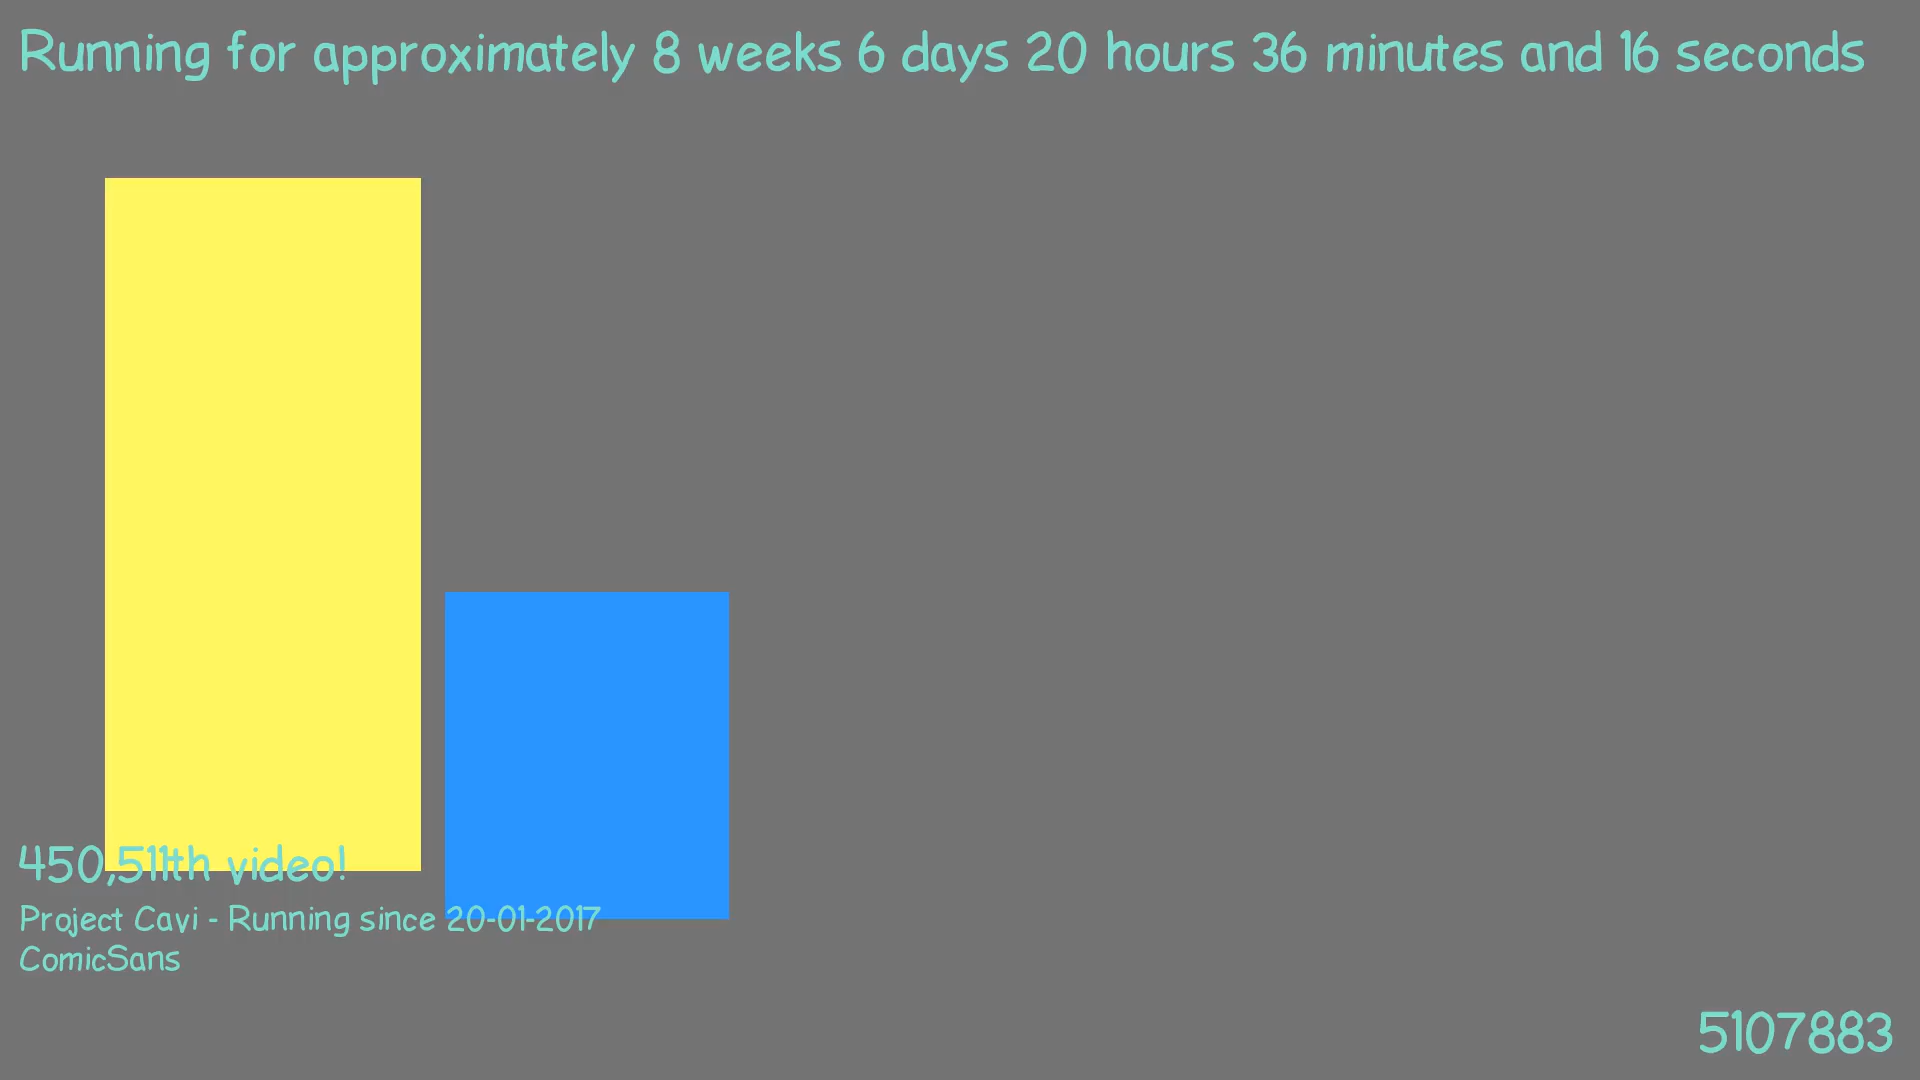 Running for approximately 8 weeks 6 days 20 hours 36 minutes and 16 seconds
450,511th video!
Project Cavi - Running since 20-01-2017
ComicSans
5107883